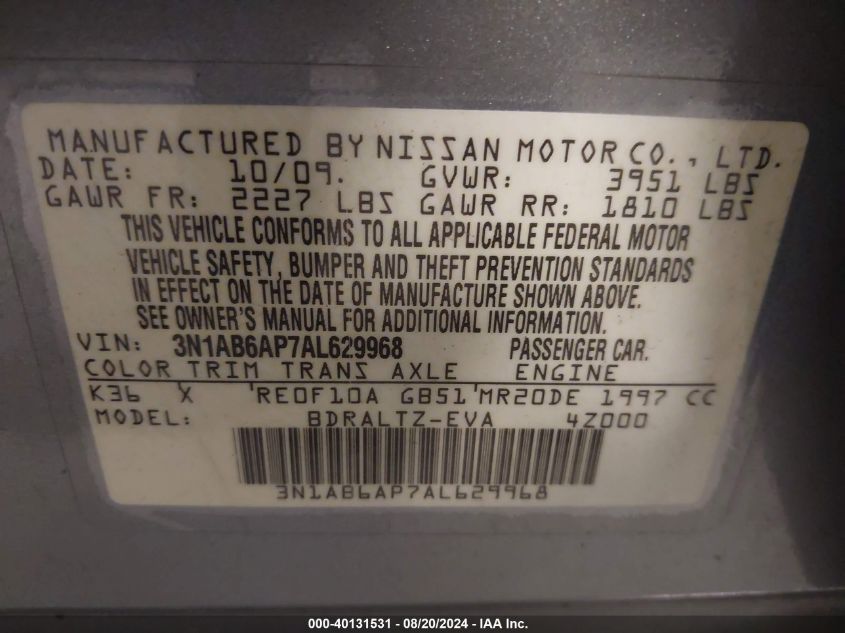 MANUFACTURED BY NISSAN MOTOR CO., LTD.
DATE: 10/09. GVWR: 3951 LBS
GAWR FR: 2227 LBS GAWR RR: 1810 LBS
THIS VEHICLE CONFORMS TO ALL APPLICABLE FEDERAL MOTOR
VEHICLE SAFETY, BUMPER AND THEFT PREVENTION STANDARDS
IN EFFECT ON THE DATE OF MANUFACTURE SHOWN ABOVE.
SEE OWNER'S MANUAL FOR ADDITIONAL INFORMATION.
VIN: 3N1AB6AP7AL629968 PASSENGER CAR.
COLOR TRIM TRANS AXLE ENGINE
K36 X 'RE0F10A GB51'MR20DE 1997 CC
MODEL: BDRALTZ-EVA 4Z000
3N1AB6AP7AL629968
000-40131531 - 08/20/2024 - IAA Inc.